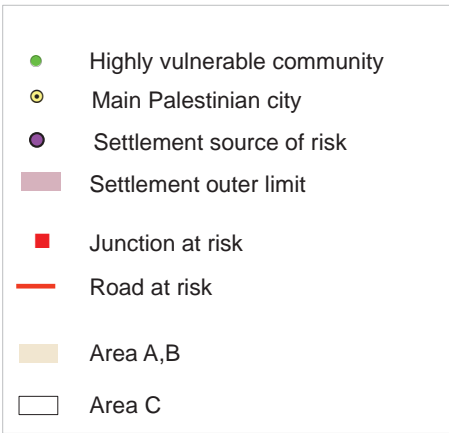 Highly vulnerable community
Main Palestinian city
Settlement source of risk
Settlement outer limit
Junction at risk
Road at risk
Area A,B
Area C